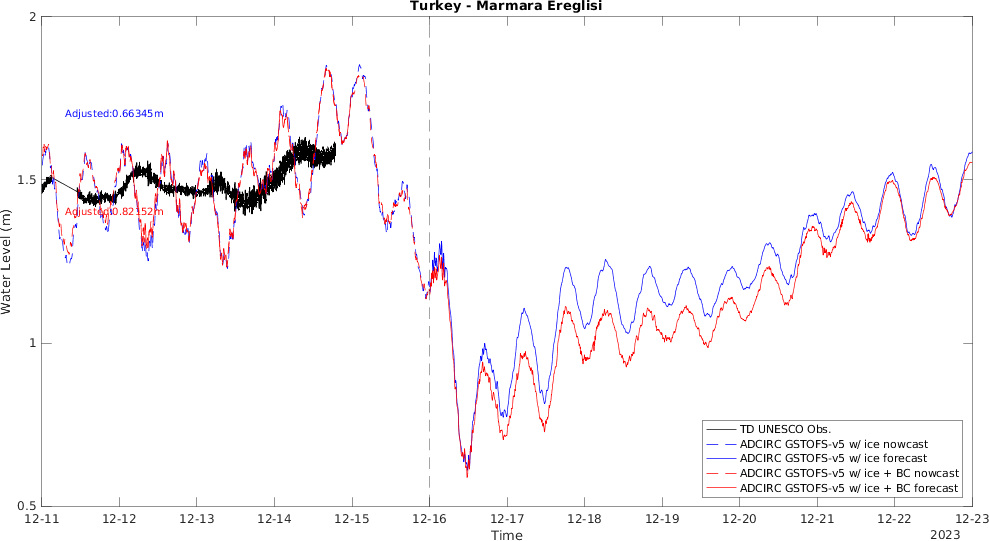 Turkey - Marmara Ereglisi
2
Adjusted:0.66345m
1.5
Adjusted:0.82152m
Water Level (m)
1
0.5
TD UNESCO Obs.
ADCIRC GSTOFS-v5 w/ ice nowcast
ADCIRC GSTOFS-v5 w/ ice forecast
ADCIRC GSTOFS-v5 w/ ice + BC nowcast
ADCIRC GSTOFS-v5 w/ ice + BC forecast
12-11 12-12 12-13 12-14 12-15 12-16 12-17 12-18 12-19 12-20 12-21 12-22 12-23
Time
2023